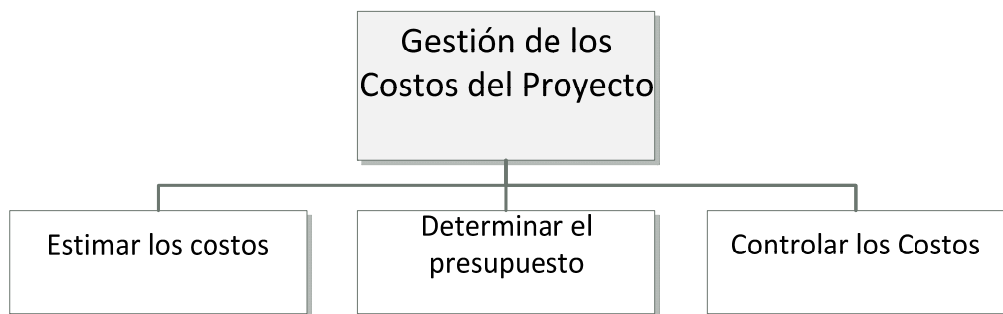 Gestión de los
Costos del Proyecto
Estimar los costos
Determinar el
presupuesto
Controlar los Costos